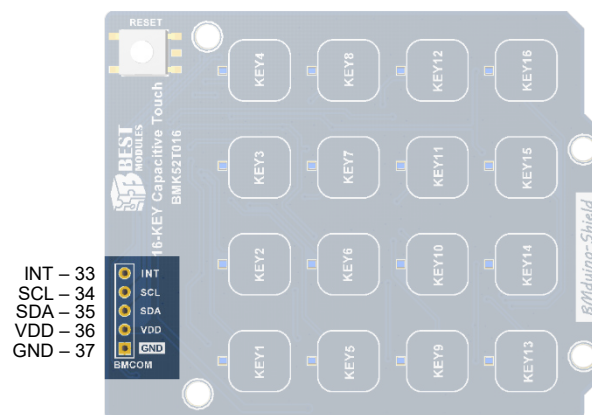 RESET
KEY4
KEY8
KEY12
KEY16
BEST
MODULES
16-KEY Capacitive Touch
BMK52T016
KEY3
KEY7
KEY11
KEY15
BMduino-Shield
INT – 33
SCL – 34
SDA – 35
VDD – 36
GND – 37
INT
SCL
SDA
VDD
GND
BMCOM
KEY2
KEY6
KEY10
KEY14
KEY1
KEY5
KEY9
KEY13